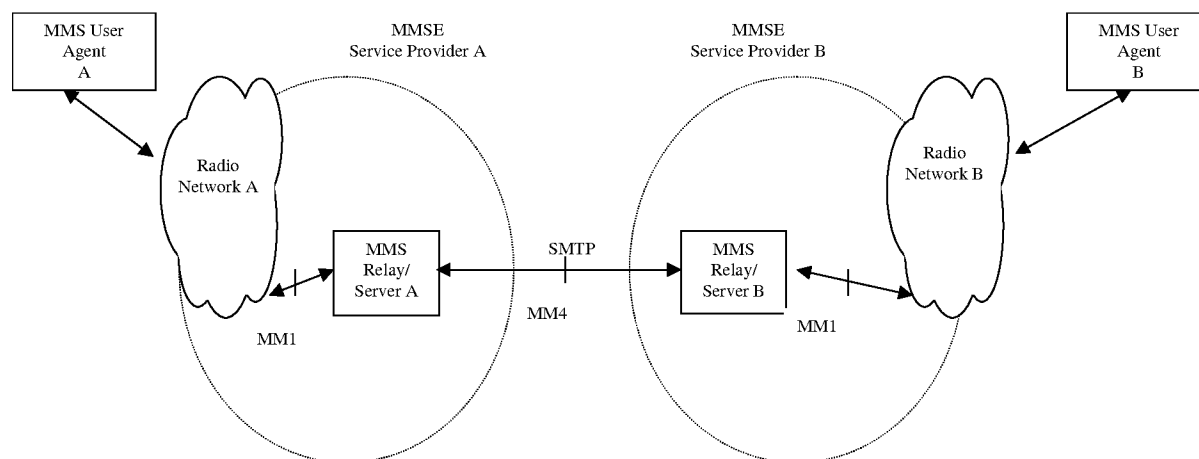 MMS User
Agent
A
MMSE
Service Provider A
MMSE
Service Provider B
MMS User
Agent
B
Radio
Network A
Radio
Network B
MMS
Relay/
Server A
SMTP
MMS
Relay/
Server B
MM1
MM4
MM1